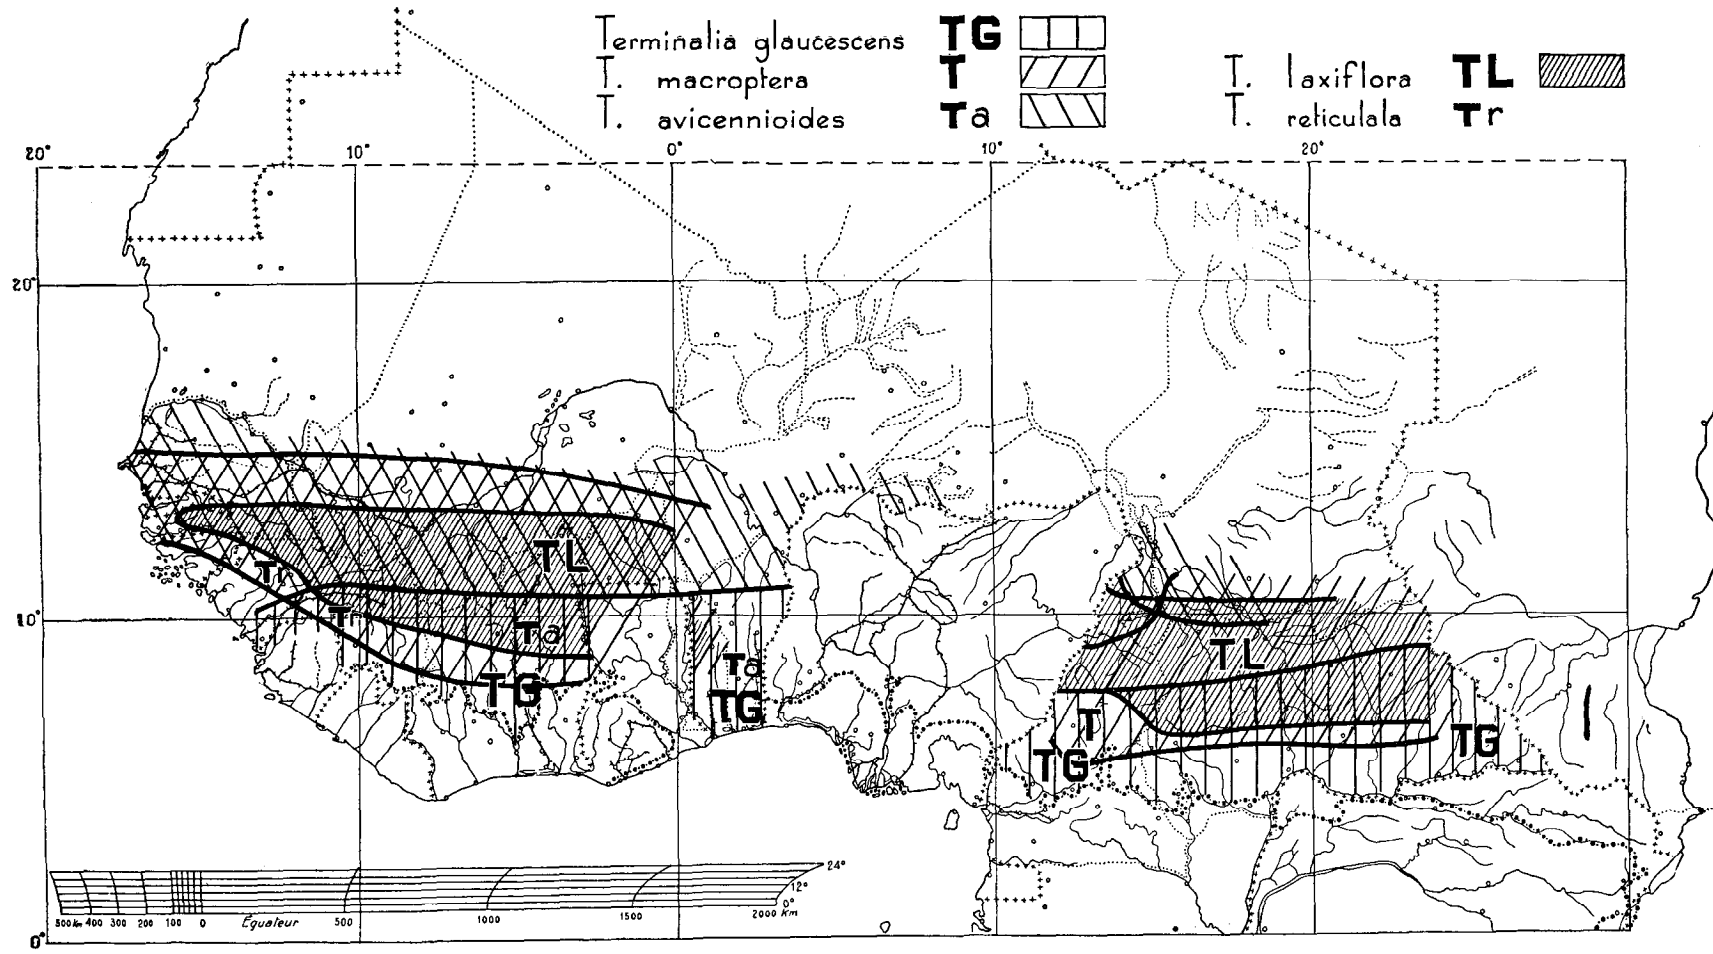 Terminalia glaucescens TG
T. macroptera T
T. avicennioides Ta
T. laxiflora TL
T. reticulala Tr
20° 10° 0° 10° 20°
20°
TL
Tr
Tr
10°
Ta
TG
Ta
TG
TL
T
TG
TG
24°
12°
0°
500 km 400 300 200 100 0 Équateur 500 1000 1500 2000 Km
0°